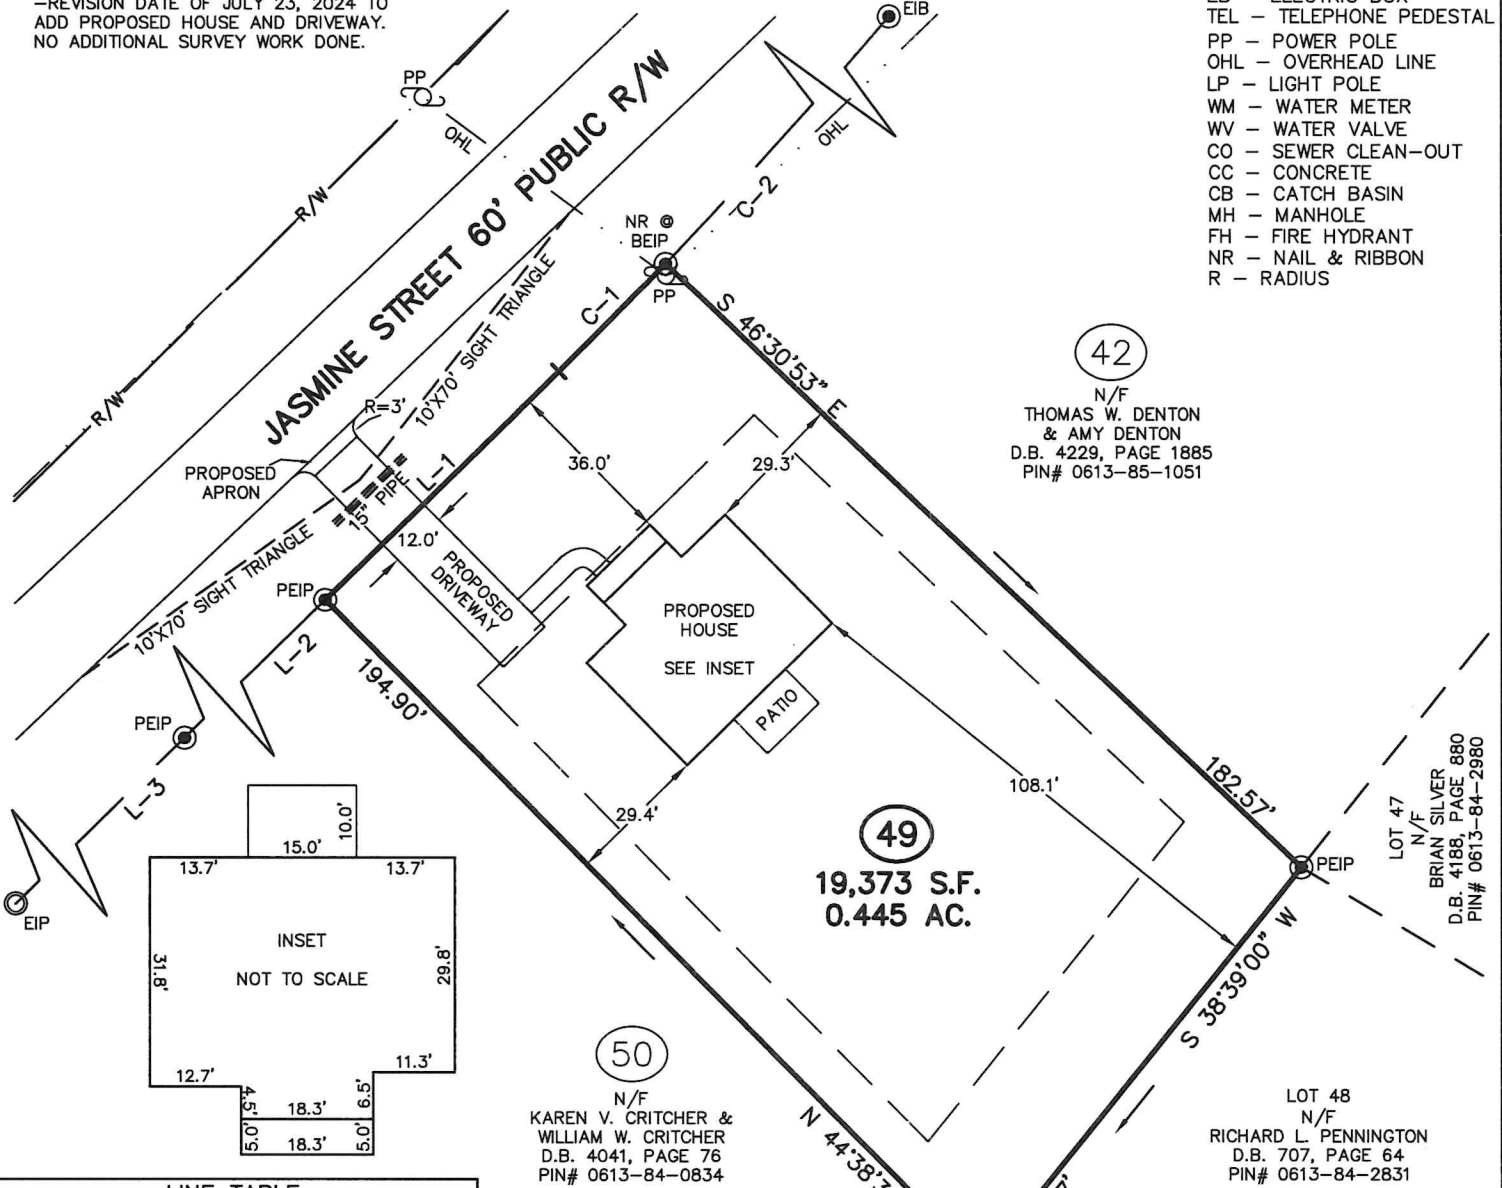 -REVISION DATE OF JULY 23, 2024 TO
ADD PROPOSED HOUSE AND DRIVEWAY.
NO ADDITIONAL SURVEY WORK DONE.
TEL - TELEPHONE PEDESTAL
PP - POWER POLE
OHL - OVERHEAD LINE
LP - LIGHT POLE
WM - WATER METER
WV - WATER VALVE
CO - SEWER CLEAN-OUT
CC - CONCRETE
CB - CATCH BASIN
MH - MANHOLE
FH - FIRE HYDRANT
NR - NAIL & RIBBON
R - RADIUS
EIB
PP
OHL
OHL
R/W
R/W
JASMINE STREET 60' PUBLIC R/W
C-2
NR @
BEIP
PP
C-1
10'X70' SIGHT TRIANGLE
S 46°30'53" E
182.57'
42
N/F
THOMAS W. DENTON
& AMY DENTON
D.B. 4229, PAGE 1885
PIN# 0613-85-1051
R=3'
PROPOSED
APRON
15" PIPE
L-1
36.0'
29.3'
12.0'
PROPOSED
DRIVEWAY
10'X70' SIGHT TRIANGLE
PEIP
L-2
194.90'
PROPOSED
HOUSE
SEE INSET
PATIO
PEIP
L-3
EIP
29.4'
108.1'
49
19,373 S.F.
0.445 AC.
PEIP
LOT 47
N/F
BRIAN SILVER
D.B. 4188, PAGE 880
PIN# 0613-84-2980
S 38°39'00" W
10.0'
15.0'
13.7'
13.7'
INSET
NOT TO SCALE
31.8'
29.8'
12.7'
11.3'
4.5'
6.5'
18.3'
5.0'
18.3'
5.0'
50
N/F
KAREN V. CRITCHER &
WILLIAM W. CRITCHER
D.B. 4041, PAGE 76
PIN# 0613-84-0834
N 44°38'
LOT 48
N/F
RICHARD L. PENNINGTON
D.B. 707, PAGE 64
PIN# 0613-84-2831
LINE TABLE